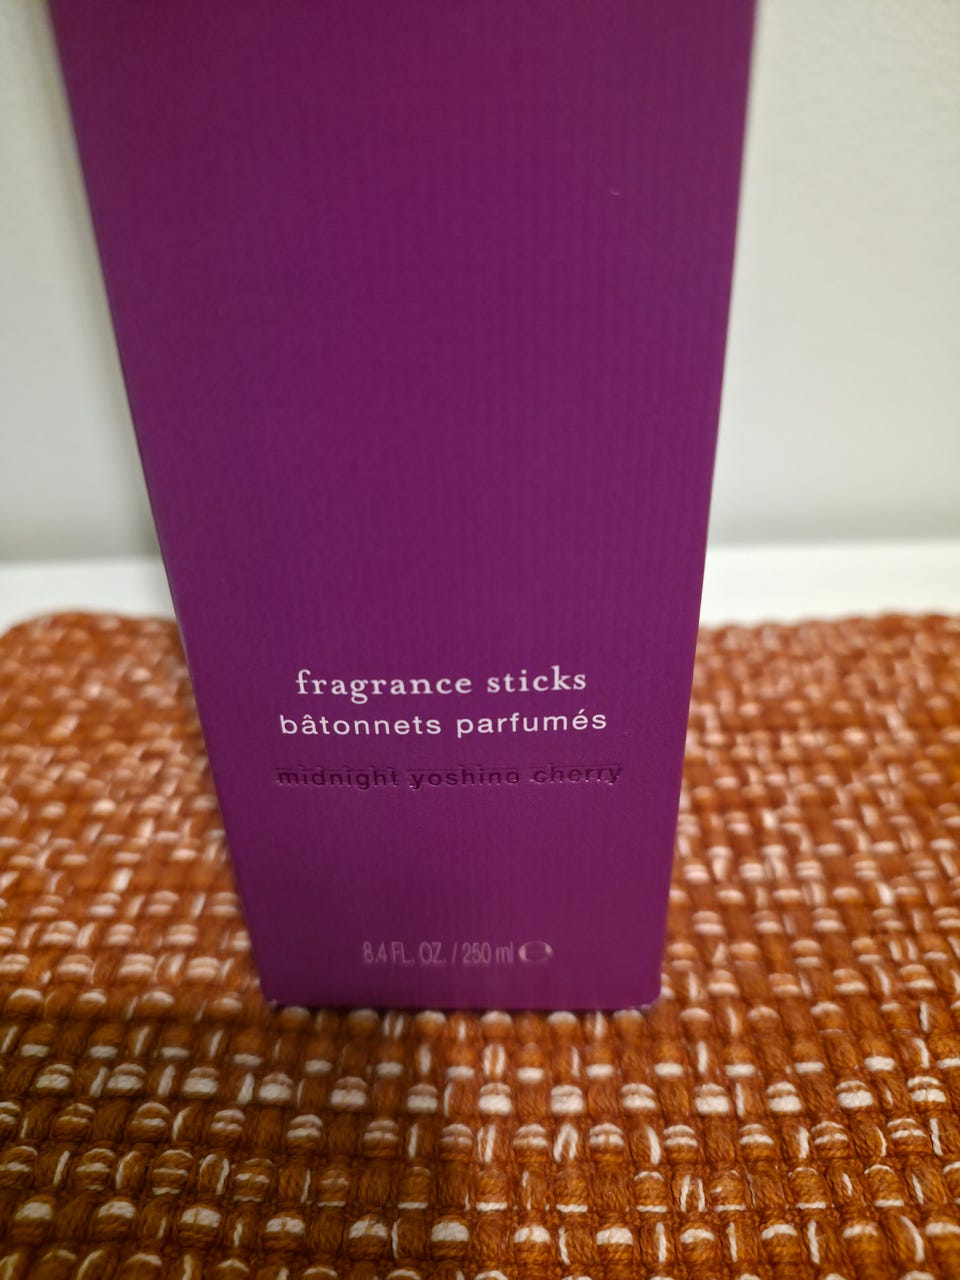 fragrance sticks
bâtonnets parfumés
midnight yoshino cherry
8.4 FL. OZ. / 250 ml ℮